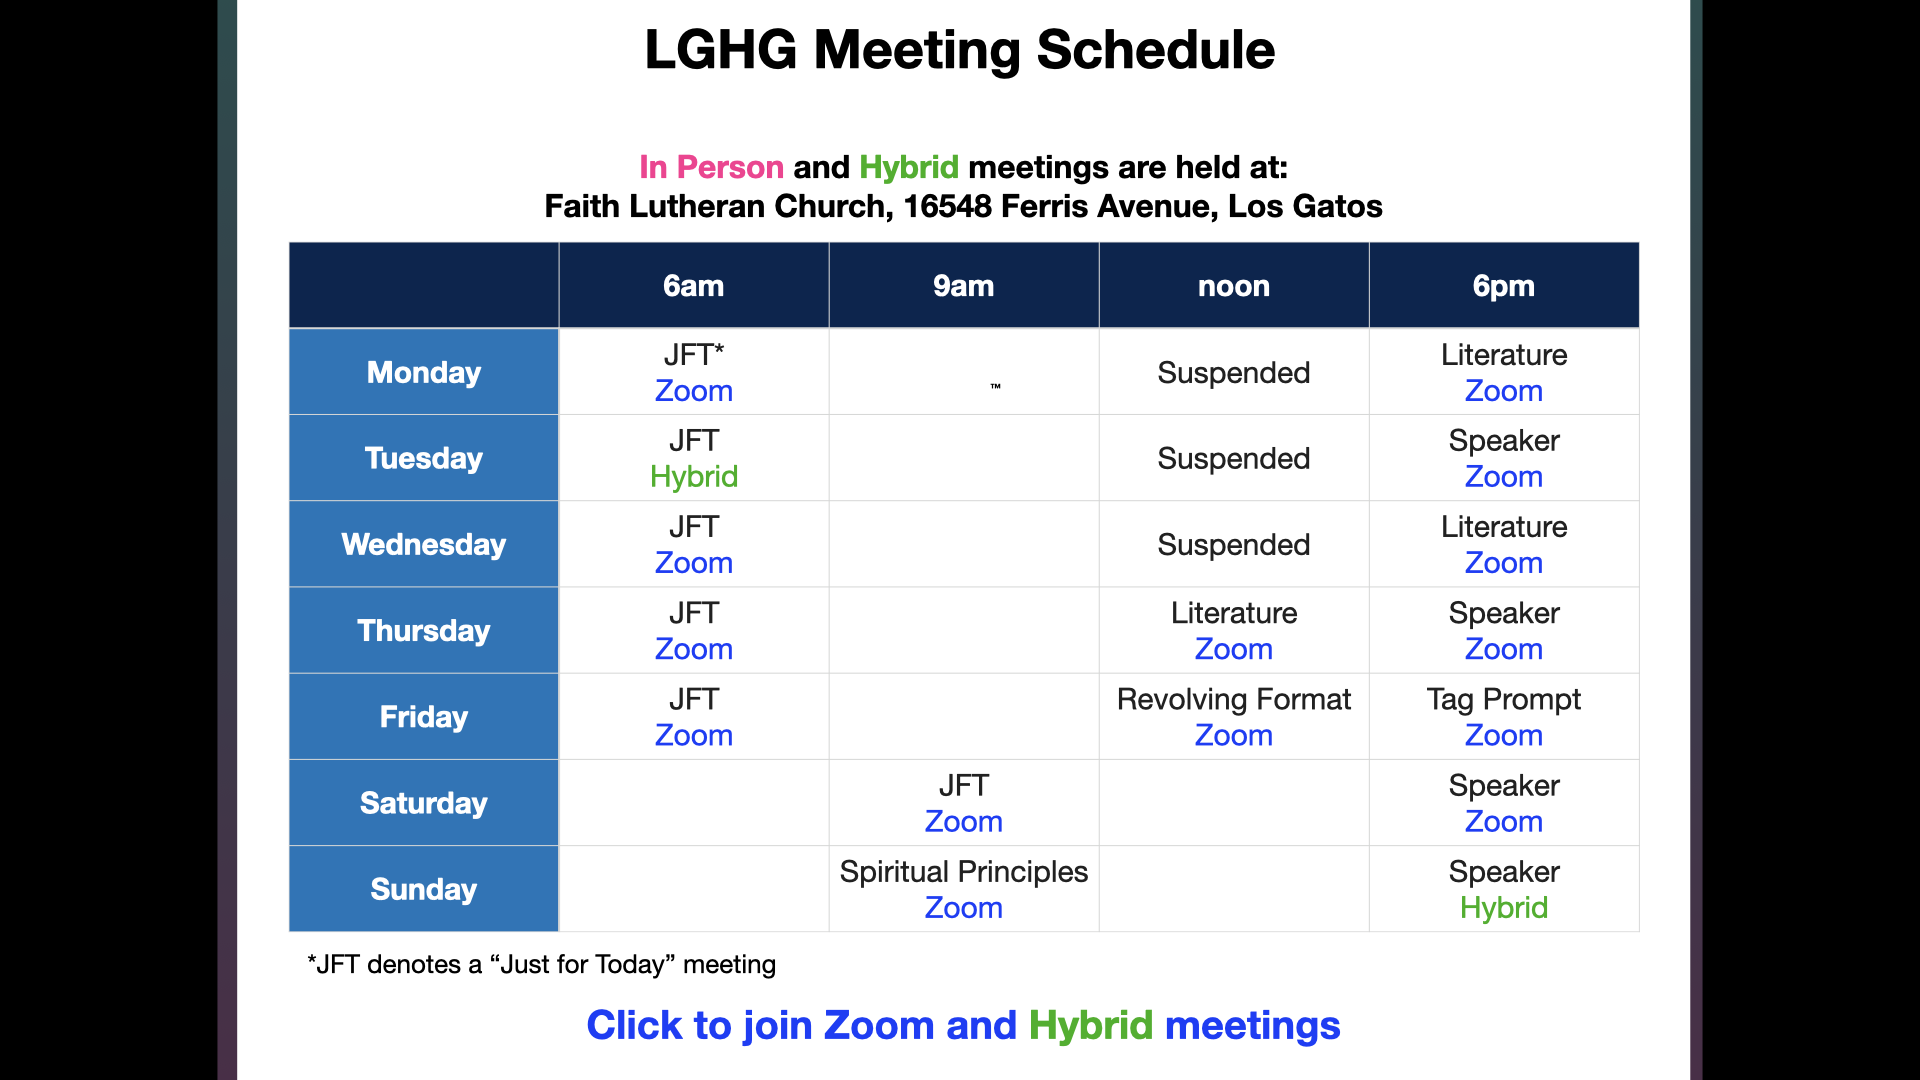 LGHG Meeting Schedule
In Person and Hybrid meetings are held at:
Faith Lutheran Church, 16548 Ferris Avenue, Los Gatos
6am 9am noon 6pm
Monday JFT* Zoom ™ Suspended Literature Zoom
Tuesday JFT Hybrid Suspended Speaker Zoom
Wednesday JFT Zoom Suspended Literature Zoom
Thursday JFT Zoom Literature Zoom Speaker Zoom
Friday JFT Zoom Revolving Format Zoom Tag Prompt Zoom
Saturday JFT Zoom Speaker Zoom
Sunday Spiritual Principles Zoom Speaker Hybrid
*JFT denotes a “Just for Today” meeting
Click to join Zoom and Hybrid meetings